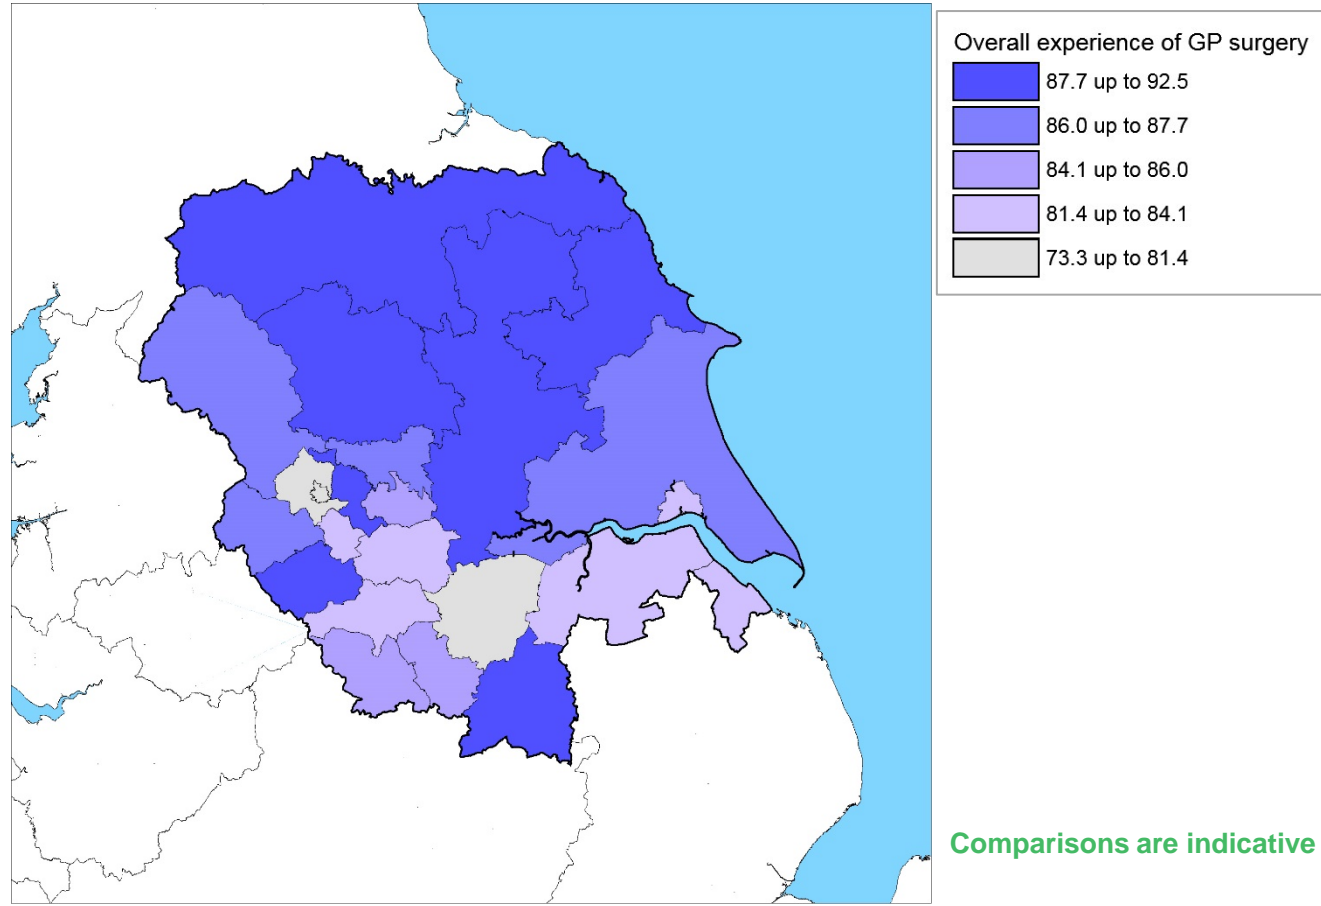 Overall experience of GP surgery
87.7 up to 92.5
86.0 up to 87.7
84.1 up to 86.0
81.4 up to 84.1
73.3 up to 81.4
Comparisons are indicative